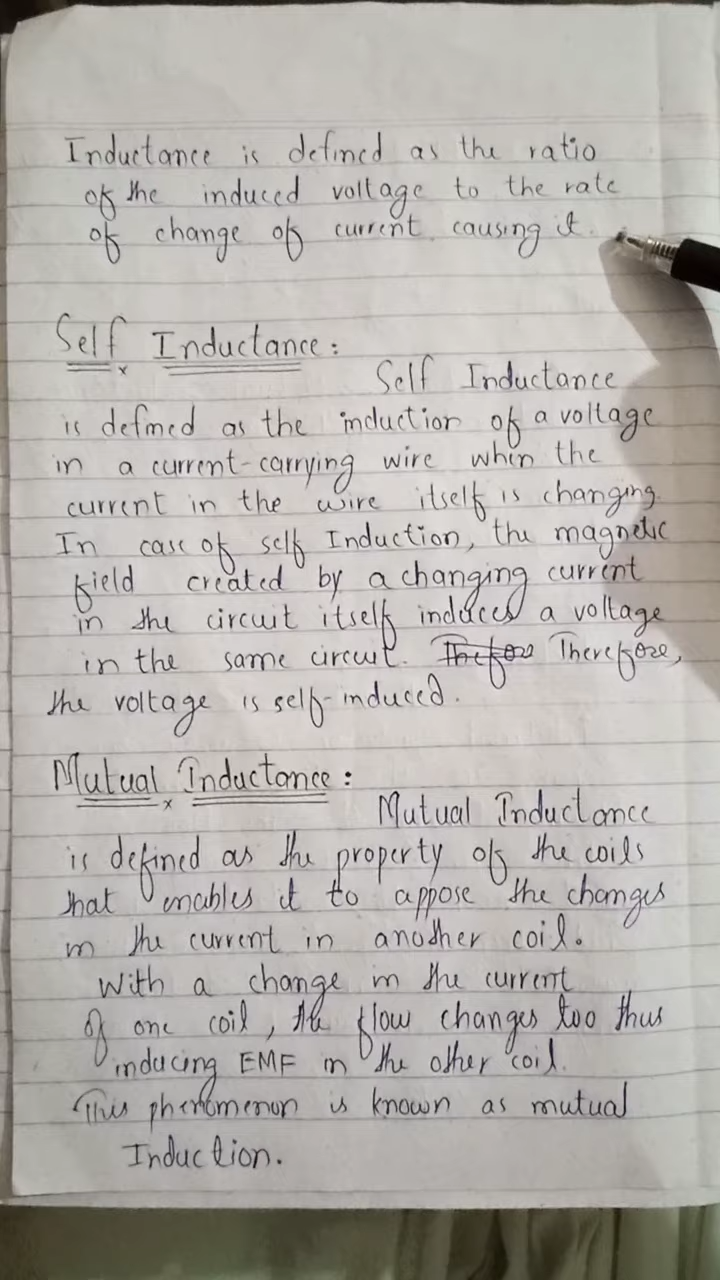 Inductance is defined as the ratio
of the induced voltage to the rate
of change of current causing it.
Self Inductance:
Self Inductance
is defined as the induction of a voltage
in a current-carrying wire when the
current in the wire itself is changing.
In case of self Induction, the magnetic
field created by a changing current
in the circuit itself induces a voltage
in the same circuit. Therefore,
the voltage is self-induced.
Mutual Inductance:
Mutual Inductance
is defined as the property of the coils
that enables it to appose the changes
in the current in another coil.
With a change in the current
of one coil, the flow changes too thus
inducing EMF in the other coil.
This phenomenon is known as mutual
Induction.